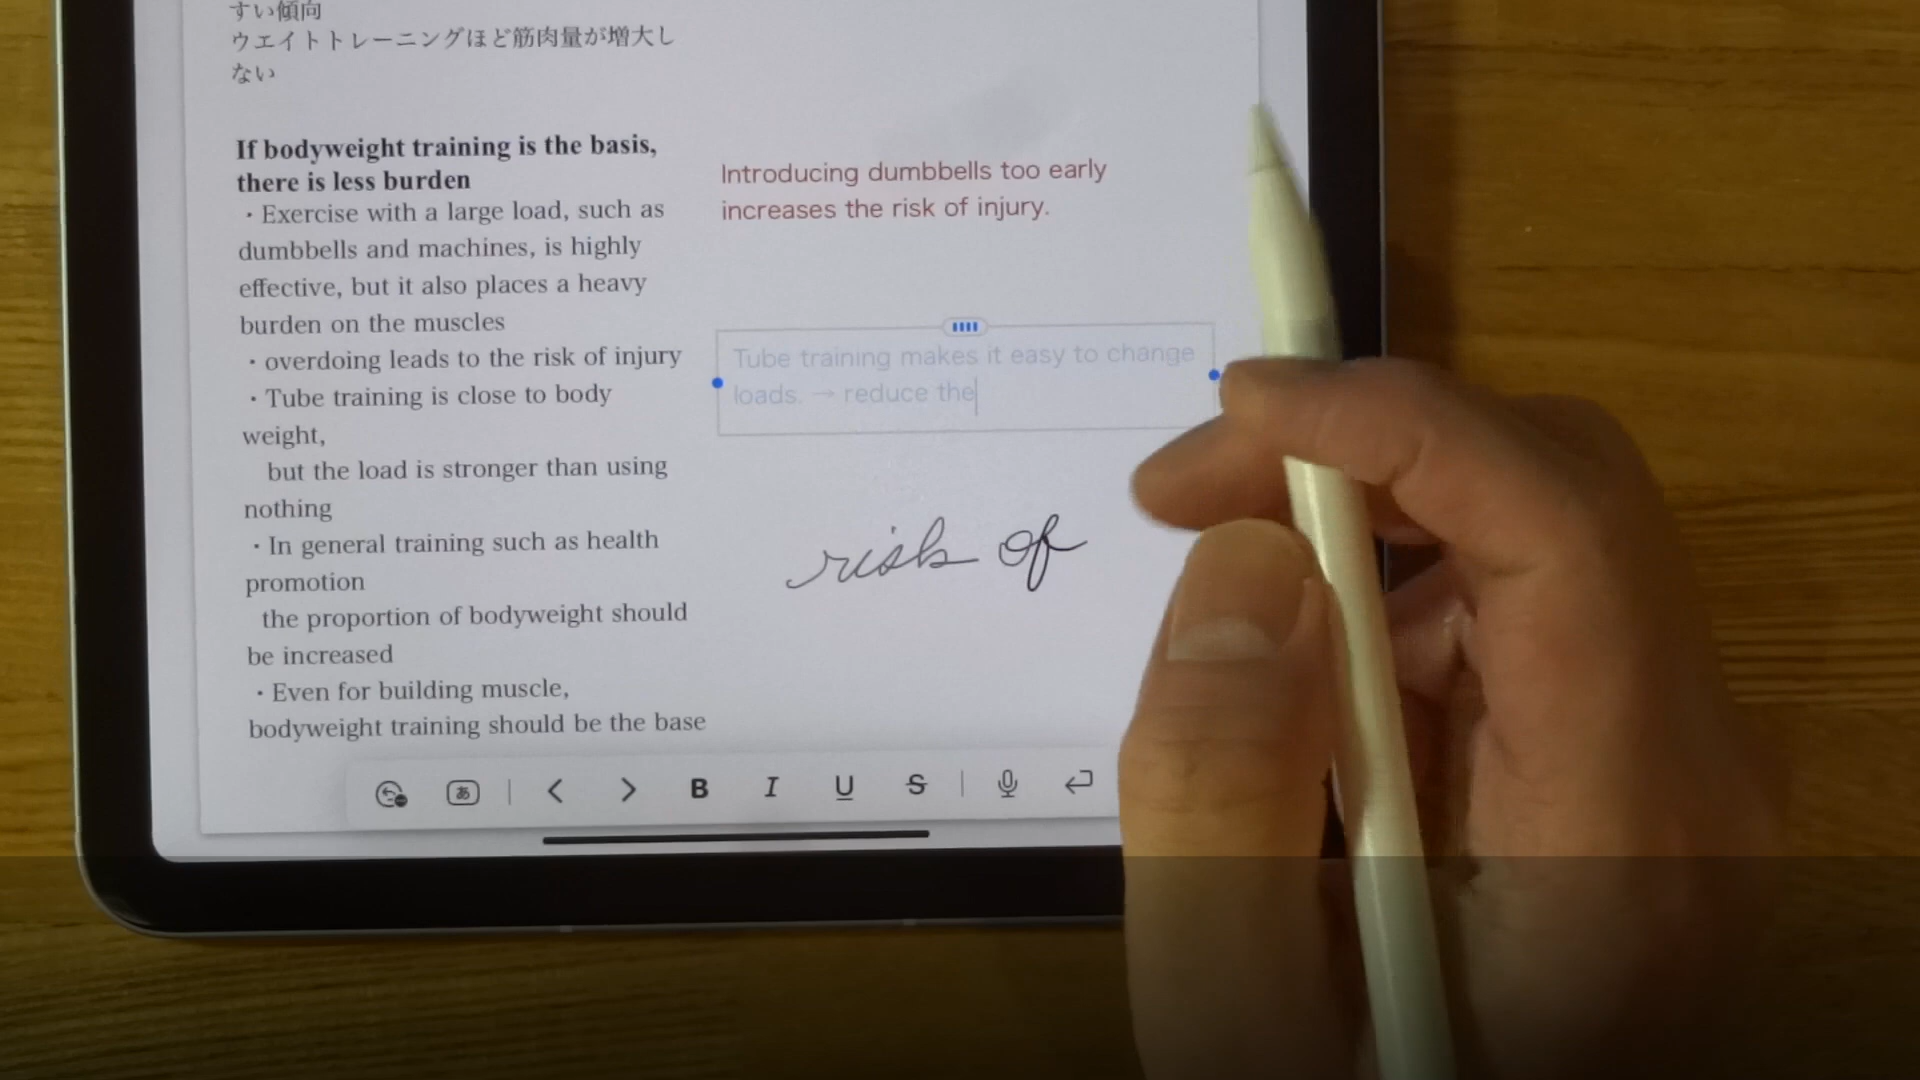 すい傾向
ウエイトトレーニングほど筋肉量が増大し
ない
If bodyweight training is the basis,
there is less burden
・Exercise with a large load, such as
dumbbells and machines, is highly
effective, but it also places a heavy
burden on the muscles
・overdoing leads to the risk of injury
・Tube training is close to body
weight,
but the load is stronger than using
nothing
・In general training such as health
promotion
the proportion of bodyweight should
be increased
・Even for building muscle,
bodyweight training should be the base
Introducing dumbbells too early
increases the risk of injury.
Tube training makes it easy to change
loads. → reduce the
risk of
あ
B I U S